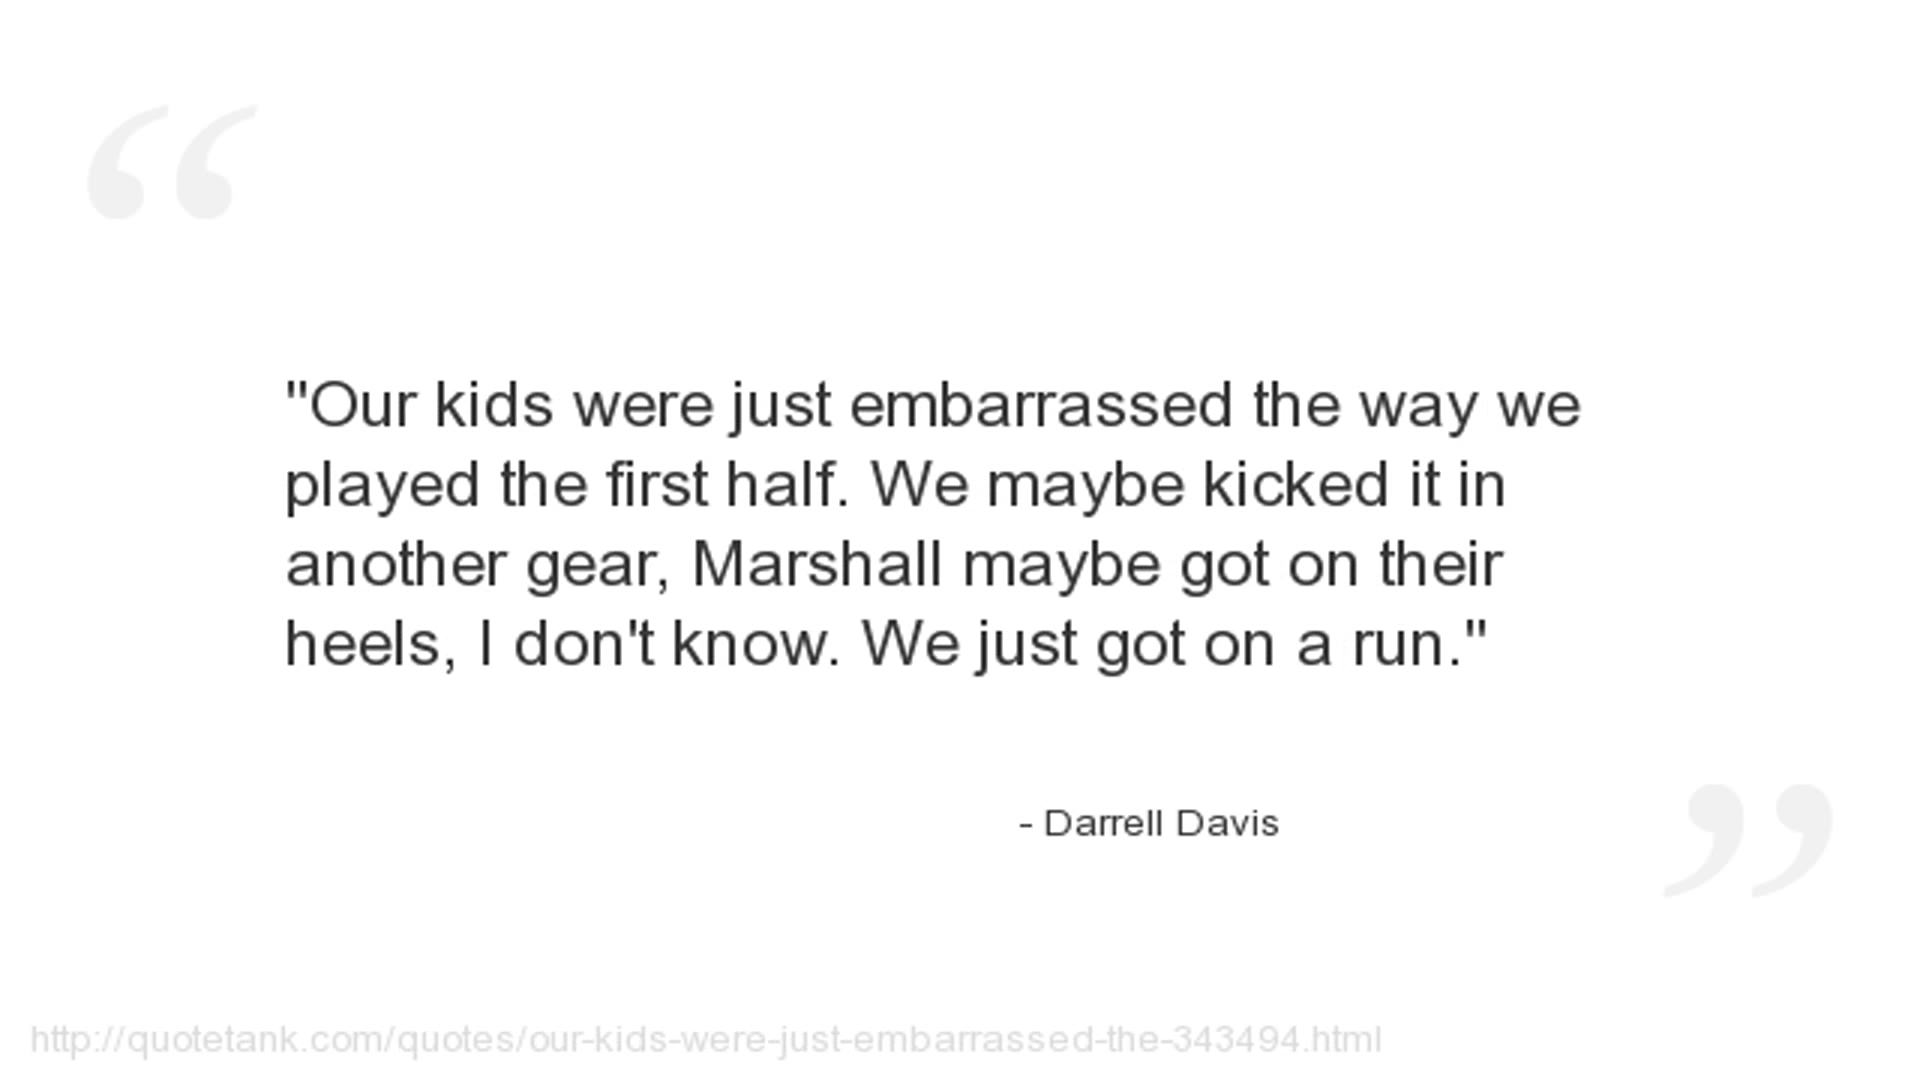 "Our kids were just embarrassed the way we
played the first half. We maybe kicked it in
another gear, Marshall maybe got on their
heels, I don't know. We just got on a run."
- Darrell Davis
http://quotetank.com/quotes/our-kids-were-just-embarrassed-the-343494.html